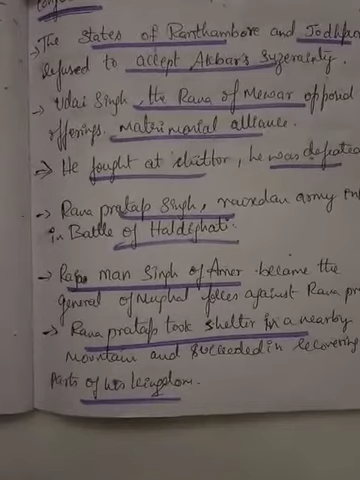 → The states of Ranthambore and Jodhpur
refused to accept Akbar's suzerainty.
→ Udai Singh, the Rana of Mewar opposed
offering matrimonial alliance.
→ He fought at Chittor, he was defeated
→ Rana pratap Singh, army
in Battle of Haldighati.
→ man Singh of Amer became the
general of Mughal forces against Rana
→ Rana pratap took shelter in a nearby
mountain and succeeded in recovering
parts of his kingdom.